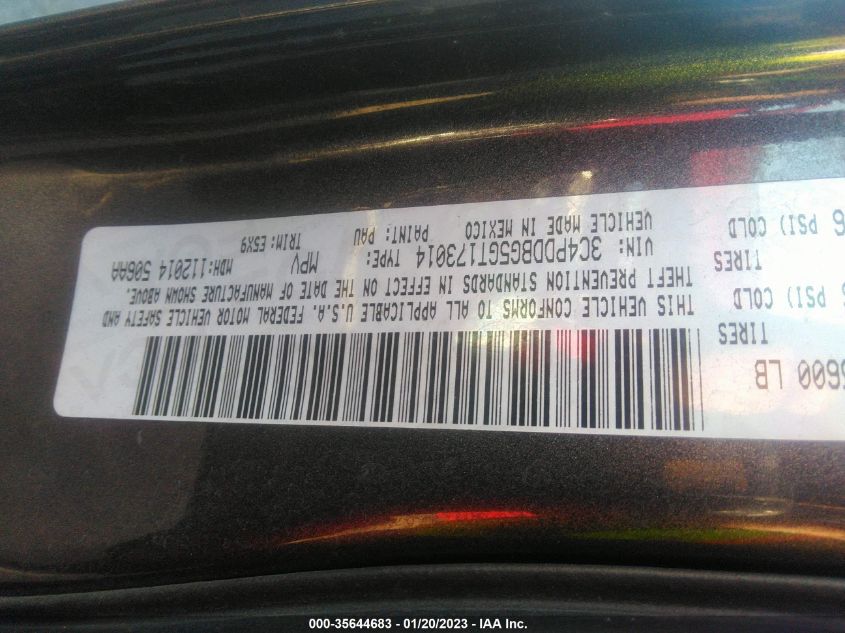 5600 LB
TIRES
PSI) COLD
TIRES
6 PSI) COLD
THIS VEHICLE CONFORMS TO ALL APPLICABLE U.S.A. FEDERAL MOTOR VEHICLE SAFETY AND
THEFT PREVENTION STANDARDS IN EFFECT ON THE DATE OF MANUFACTURE SHOWN ABOVE.
VIN: 3C4PDDBG5GT173014 TYPE: MPV MDH:112014 506AA
VEHICLE MADE IN MEXICO PAINT: PAU TRIM: E5X9
000-35644683 - 01/20/2023 - IAA Inc.